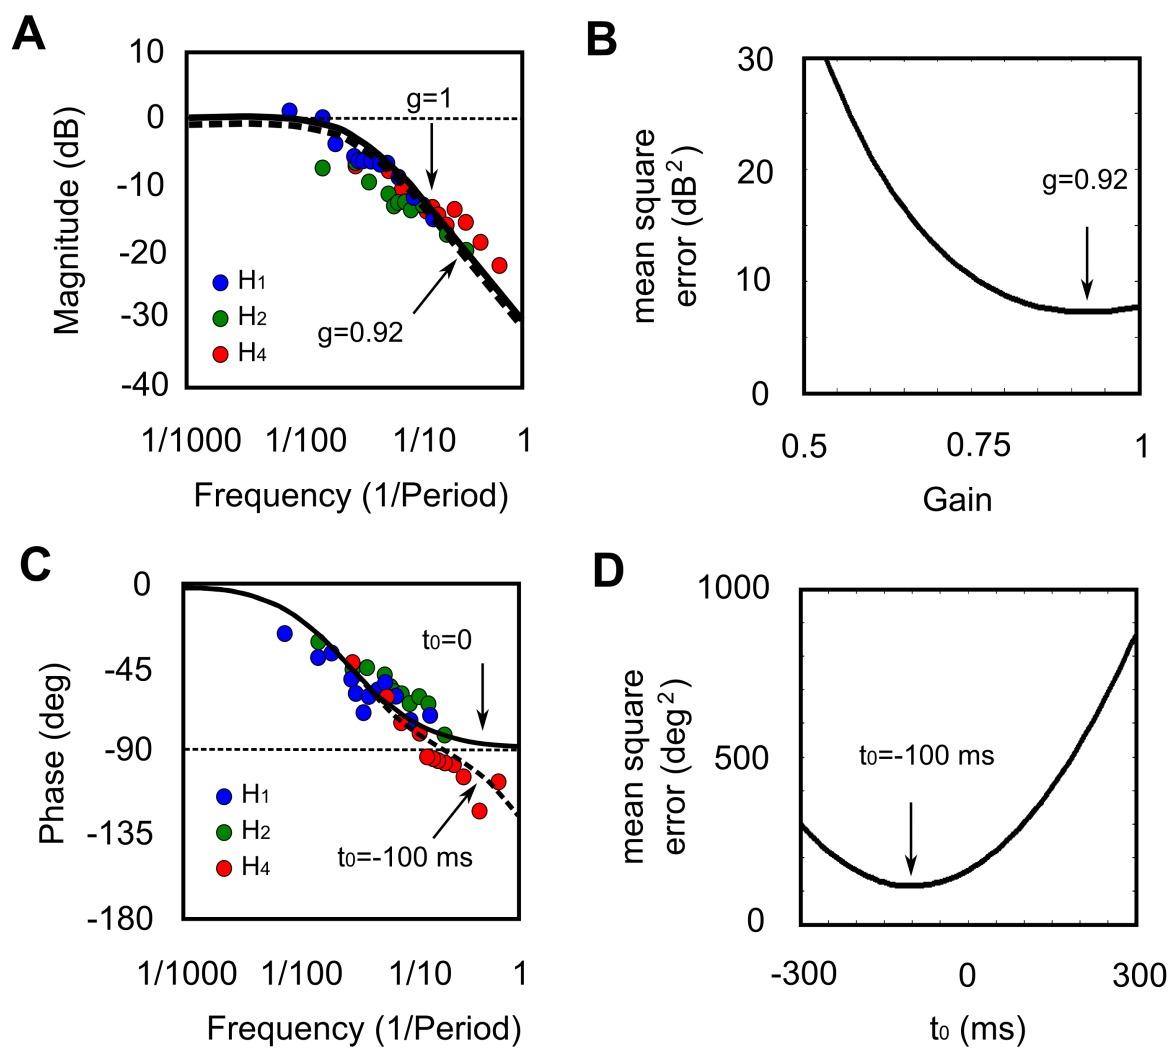 A
10
0
-10
-20
-30
-40
Magnitude (dB)
g=1
g=0.92
H1
H2
H4
1/1000 1/100 1/10 1
Frequency (1/Period)
B
30
20
10
0
mean square
error (dB²)
g=0.92
0.5 0.75 1
Gain
C
0
-45
-90
-135
-180
Phase (deg)
t0=0
t0=-100 ms
H1
H2
H4
1/1000 1/100 1/10 1
Frequency (1/Period)
D
1000
500
0
mean square
error (deg²)
t0=-100 ms
-300 0 300
t0 (ms)